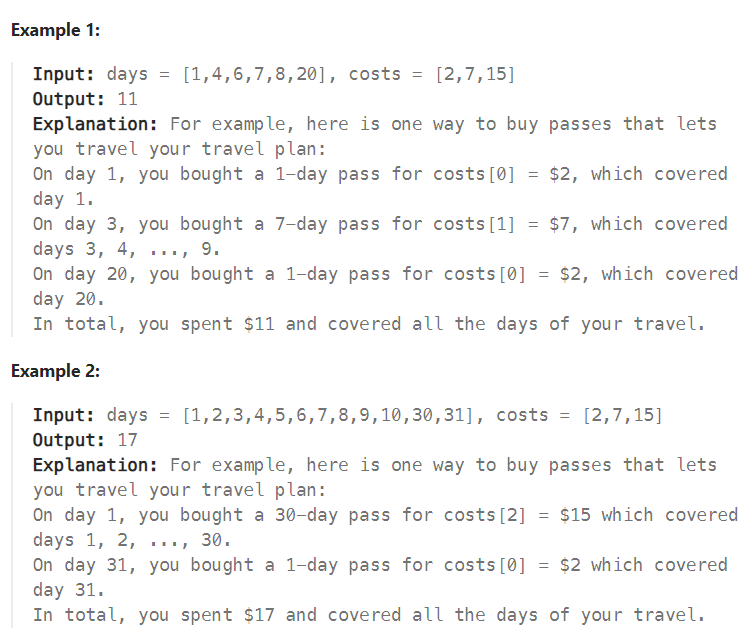 Example 1:
Input: days = [1,4,6,7,8,20], costs = [2,7,15]
Output: 11
Explanation: For example, here is one way to buy passes that lets
you travel your travel plan:
On day 1, you bought a 1-day pass for costs[0] = $2, which covered
day 1.
On day 3, you bought a 7-day pass for costs[1] = $7, which covered
days 3, 4, ..., 9.
On day 20, you bought a 1-day pass for costs[0] = $2, which covered
day 20.
In total, you spent $11 and covered all the days of your travel.
Example 2:
Input: days = [1,2,3,4,5,6,7,8,9,10,30,31], costs = [2,7,15]
Output: 17
Explanation: For example, here is one way to buy passes that lets
you travel your travel plan:
On day 1, you bought a 30-day pass for costs[2] = $15 which covered
days 1, 2, ..., 30.
On day 31, you bought a 1-day pass for costs[0] = $2 which covered
day 31.
In total, you spent $17 and covered all the days of your travel.